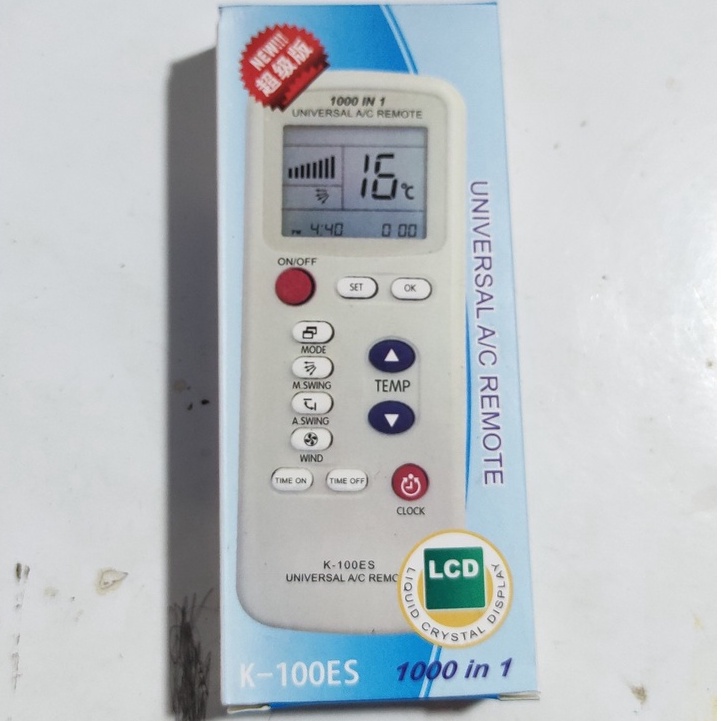 NEW!!!
超级版
1000 IN 1
UNIVERSAL A/C REMOTE
16℃
PM 4:40 0 00
ON/OFF
SET OK
MODE
M.SWING
TEMP
A.SWING
WIND
TIME ON TIME OFF
CLOCK
K-100ES
UNIVERSAL A/C REMO
UNIVERSAL A/C REMOTE
LCD
LIQUID CRYSTAL DISPLAY
K-100ES 1000 in 1